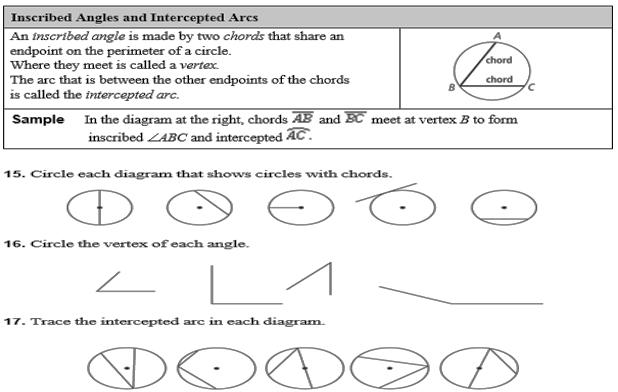 Inscribed Angles and Intercepted Arcs
An inscribed angle is made by two chords that share an
endpoint on the perimeter of a circle.
Where they meet is called a vertex.
The arc that is between the other endpoints of the chords
is called the intercepted arc.
A
chord
chord
B
C
Sample In the diagram at the right, chords AB and BC meet at vertex B to form
inscribed ∠ABC and intercepted AC.
15. Circle each diagram that shows circles with chords.
16. Circle the vertex of each angle.
17. Trace the intercepted arc in each diagram.